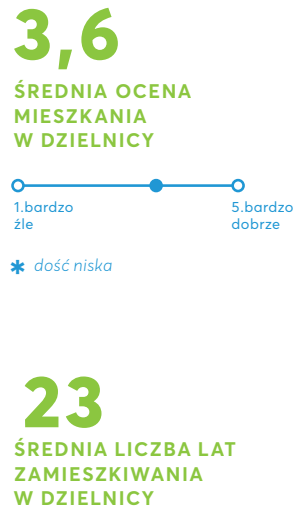 3,6
ŚREDNIA OCENA
MIESZKANIA
W DZIELNICY
1.bardzo 5.bardzo
źle dobrze
* dość niska
23
ŚREDNIA LICZBA LAT
ZAMIESZKIWANIA
W DZIELNICY